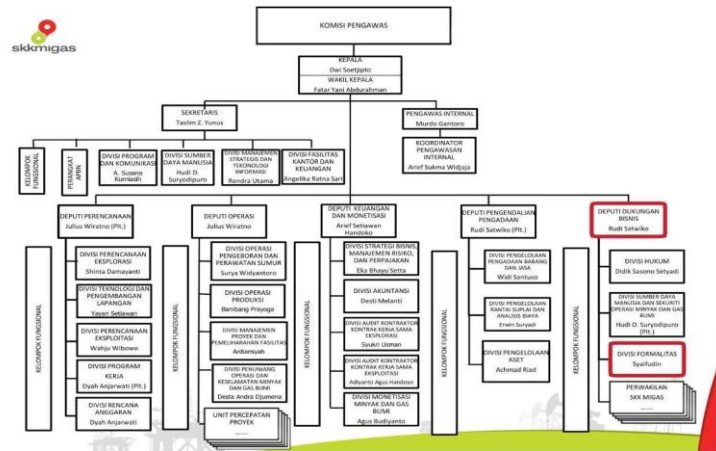 KOMISI PENGAWAS
skkmigas
KEPALA
Dwi Soetjipto
WAKIL KEPALA
Fatar Yani Abdurahman
SEKRETARIS
Taslim Z. Yunus
PENGAWAS INTERNAL
Murdo Gantoro
KELOMPOK
FUNGSIONAL
PERANGKAT
APBN
DIVISI PROGRAM
DAN KOMUNIKASI
A. Susana
Kurniasih
DIVISI SUMBER
DAYA MANUSIA
Hudi D.
Suryodipuro
DIVISI MANAJEMEN
STRATEGIS DAN
TEKONOLOGI
INFORMASI
Rendra Utama
DIVISI FASILITAS
KANTOR DAN
KEUANGAN
Angelika Ratna Sari
KOORDINATOR
PENGAWASAN
INTERNAL
Arief Sukma Widjaja
DEPUTI PERENCANAAN
Julius Wiratno (Plt.)
KELOMPOK FUNGSIONAL
DIVISI PERENCANAAN
EKSPLORASI
Shinta Damayanti
DIVISI TEKNOLOGI DAN
PENGEMBANGAN
LAPANGAN
Yavan Setiawan
DIVISI PERENCANAAN
EKSPLOITASI
Wahju Wibowo
DIVISI PROGRAM
KERJA
Dyah Anjarwati (Plt.)
DIVISI RENCANA
ANGGARAN
Dyah Anjarwati
DEPUTI OPERASI
Julius Wiratno
KELOMPOK FUNGSIONAL
DIVISI OPERASI
PENGEBORAN DAN
PERAWATAN SUMUR
Surya Widyantoro
DIVISI OPERASI
PRODUKSI
Bambang Prayoga
DIVISI MANAJEMEN
PROYEK DAN
PEMELIHARAHAN FASILITAS
Ardiansyah
DIVISI PENUNJANG
OPERASI DAN
KESELAMATAN MINYAK
DAN GAS BUMI
Desta Andra Djumena
UNIT PERCEPATAN
PROYEK
......
DEPUTI KEUANGAN
DAN MONETISASI
Arief Setiawan
Handoko
KELOMPOK FUNGSIONAL
DIVISI STRATEGI BISNIS,
MANAJEMEN RISIKO,
DAN PERPAJAKAN
Eka Bhayu Setta
DIVISI AKUNTANSI
Desti Melanti
DIVISI AUDIT KONTRAKTOR
KONTRAK KERJA SAMA
EKSPLORASI
Syukri Usman
DIVISI AUDIT KONTRAKTOR
KONTRAK KERJA SAMA
EKSPLOITASI
Adiyanto Agus Handoyo
DIVISI MONETISASI
MINYAK DAN GAS
BUMI
Agus Budiyanto
DEPUTI PENGENDALIAN
PENGADAAN
Rudi Satwiko (Plt.)
KELOMPOK FUNGSIONAL
DIVISI PENGELOLAAN
PENGADAAN BARANG
DAN JASA
Widi Santuso
DIVISI PENGELOLAAN
RANTAI SUPLAI DAN
ANALISIS BIAYA
Erwin Suryadi
DIVISI PENGELOLAAN
ASET
Achmad Riad
DEPUTI DUKUNGAN
BISNIS
Rudi Satwiko
KELOMPOK FUNGSIONAL
DIVISI HUKUM
Didik Sasono Setyadi
DIVISI SUMBER DAYA
MANUSIA DAN SEKURITI
OPERASI MINYAK DAN GAS
BUMI
Hudi D. Suryodipuro
(Plt.)
DIVISI FORMALITAS
Syaifudin
PERWAKILAN
SKK MIGAS
......